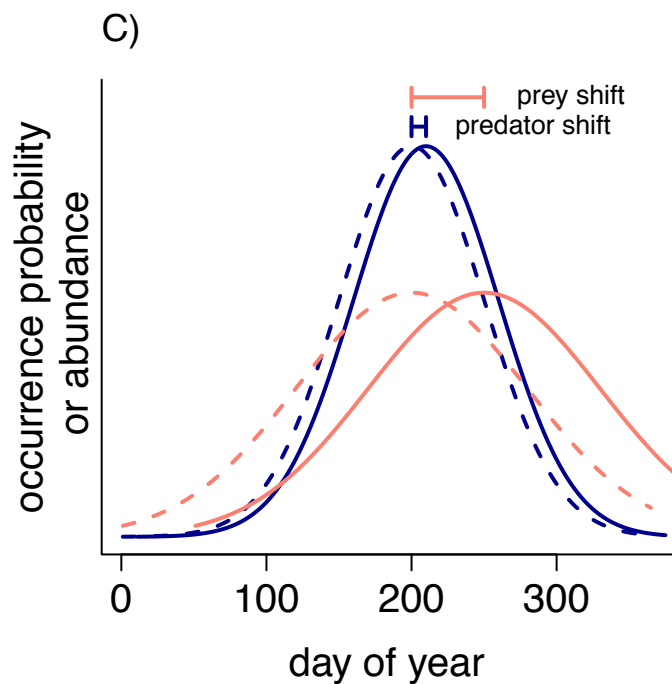 C)
prey shift
predator shift
occurrence probability
or abundance
0 100 200 300
day of year